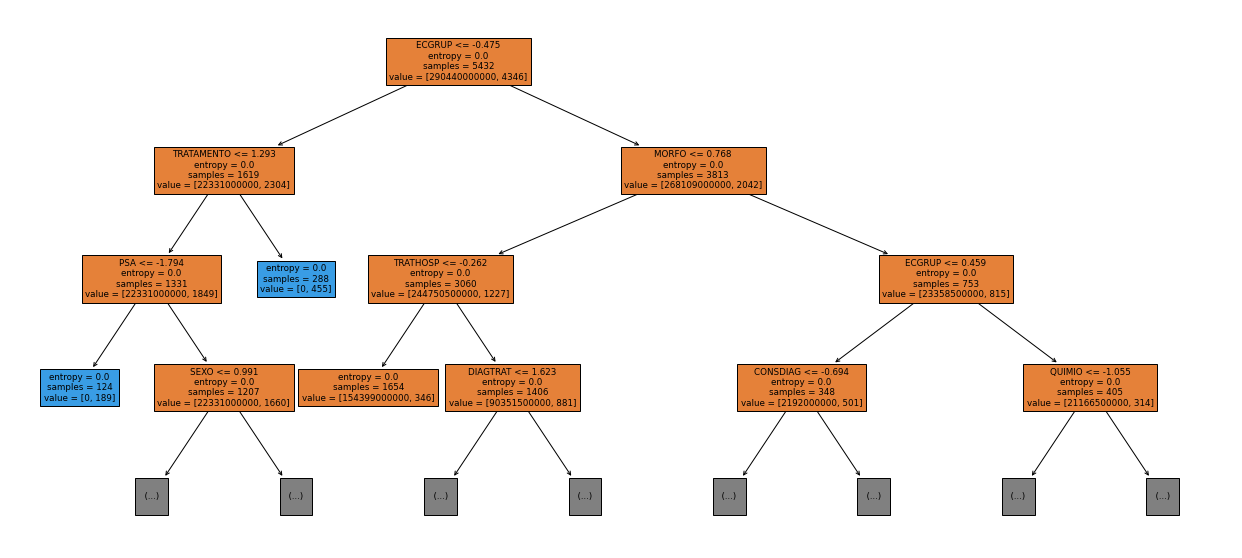 ECGRUP <= -0.475
entropy = 0.0
samples = 5432
value = [290440000000, 4346]
TRATAMENTO <= 1.293
entropy = 0.0
samples = 1619
value = [22331000000, 2304]
MORFO <= 0.768
entropy = 0.0
samples = 3813
value = [268109000000, 2042]
PSA <= -1.794
entropy = 0.0
samples = 1331
value = [22331000000, 1849]
entropy = 0.0
samples = 288
value = [0, 455]
TRATHOSP <= -0.262
entropy = 0.0
samples = 3060
value = [244750500000, 1227]
ECGRUP <= 0.459
entropy = 0.0
samples = 753
value = [23358500000, 815]
entropy = 0.0
samples = 124
value = [0, 189]
SEXO <= 0.991
entropy = 0.0
samples = 1207
value = [22331000000, 1660]
entropy = 0.0
samples = 1654
value = [154399000000, 346]
DIAGTRAT <= 1.623
entropy = 0.0
samples = 1406
value = [90351500000, 881]
CONSDIAG <= -0.694
entropy = 0.0
samples = 348
value = [2192000000, 501]
QUIMIO <= -1.055
entropy = 0.0
samples = 405
value = [21166500000, 314]
(...)
(...)
(...)
(...)
(...)
(...)
(...)
(...)